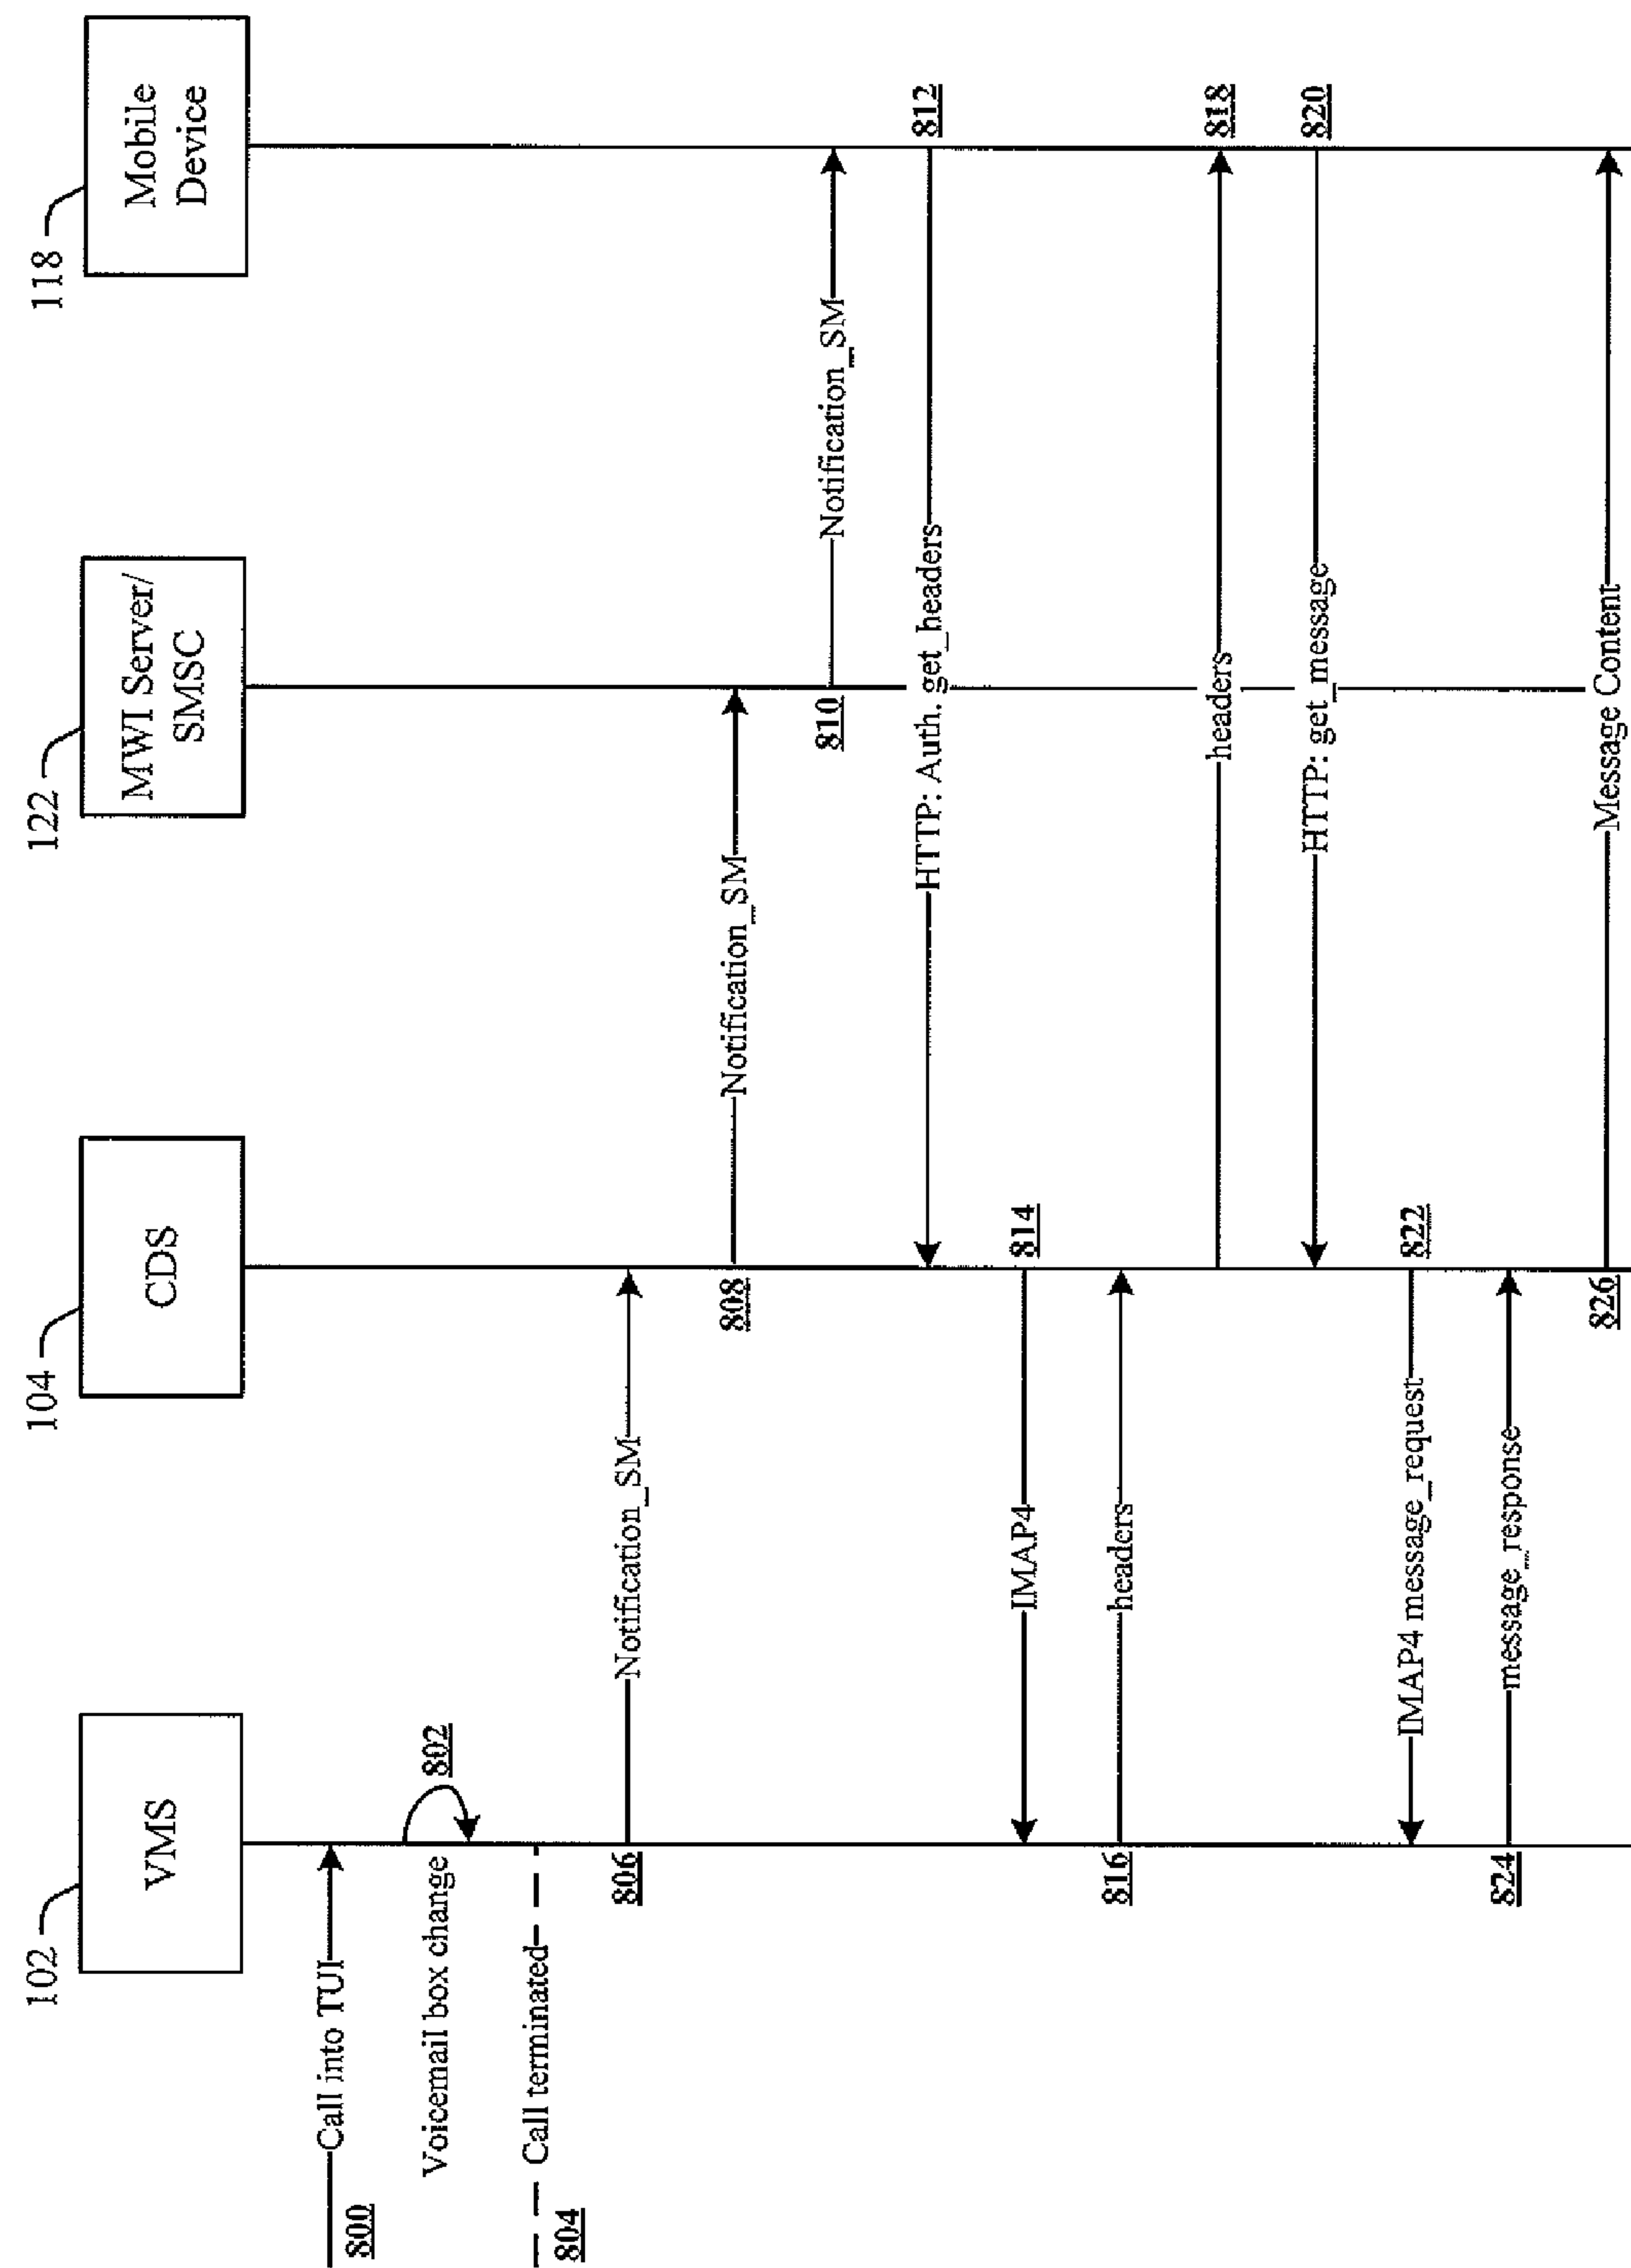 102
VMS
104
CDS
122
MWI Server/
SMSC
118
Mobile
Device
Call into TUI
800
802
Voicemail box change
Call terminated
804
806
Notification_SM
808
Notification_SM
810
Notification_SM
812
HTTP: Auth. get_headers
814
IMAP4
816
headers
818
headers
820
HTTP: get_message
822
IMAP4 message_request
824
message_response
826
Message Content